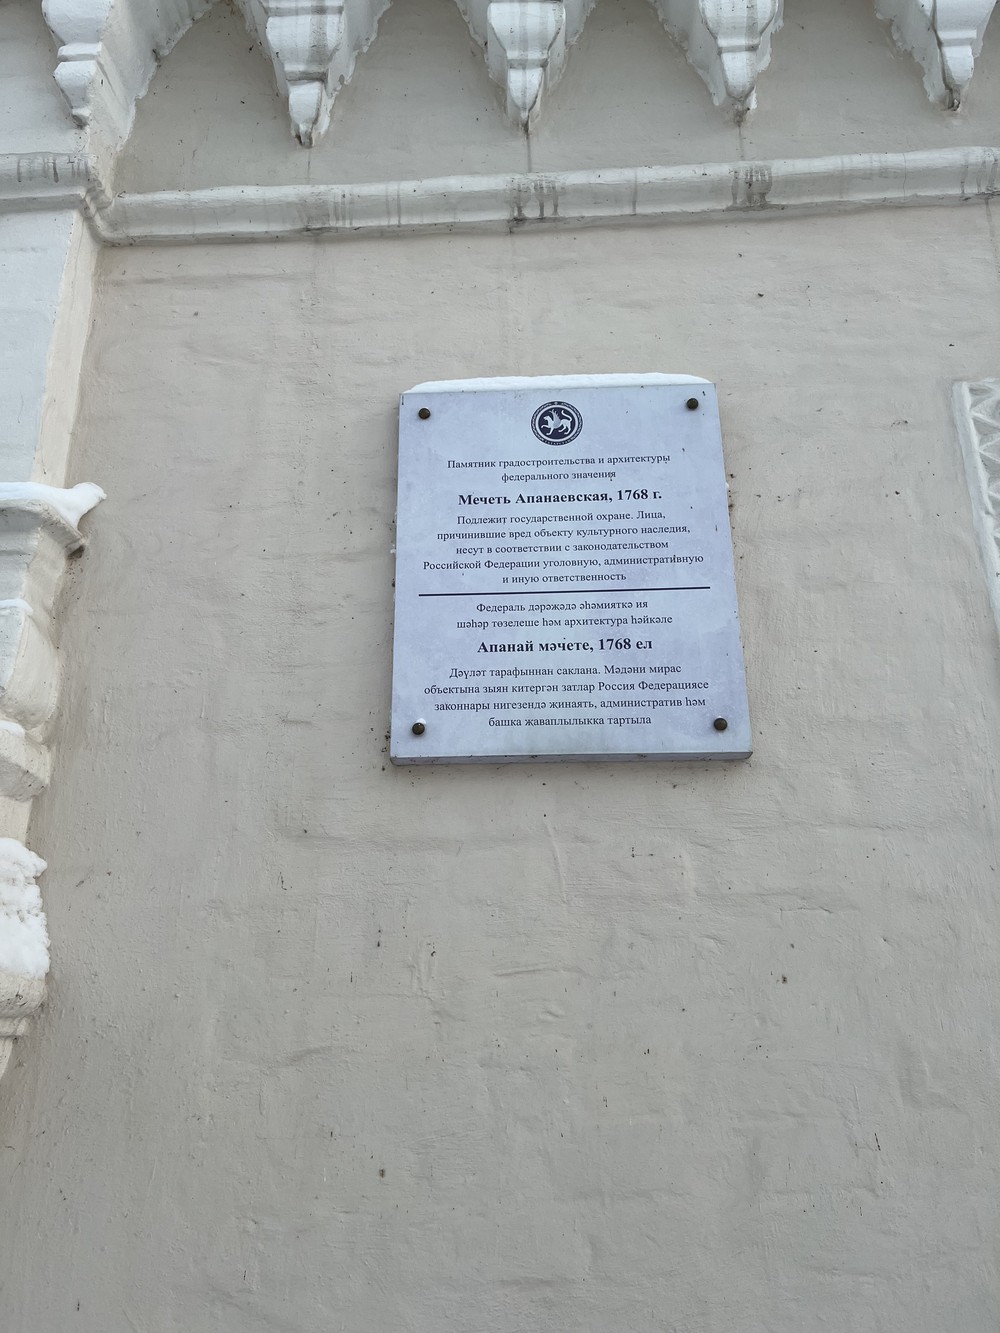 Памятник градостроительства и архитектуры
федерального значения
Мечеть Апанаевская, 1768 г.
Подлежит государственной охране. Лица,
причинившие вред объекту культурного наследия,
несут в соответствии с законодательством
Российской Федерации уголовную, административную
и иную ответственность
Федераль дәрәҗәдә әһәмияткә ия
шәһәр төзелеше һәм архитектура һәйкәле
Апанай мәчете, 1768 ел
Дәүләт тарафыннан саклана. Мәдәни мирас
объектына зыян китергән затлар Россия Федерациясе
законнары нигезендә җинаять, административ һәм
башка җаваплылыкка тартыла